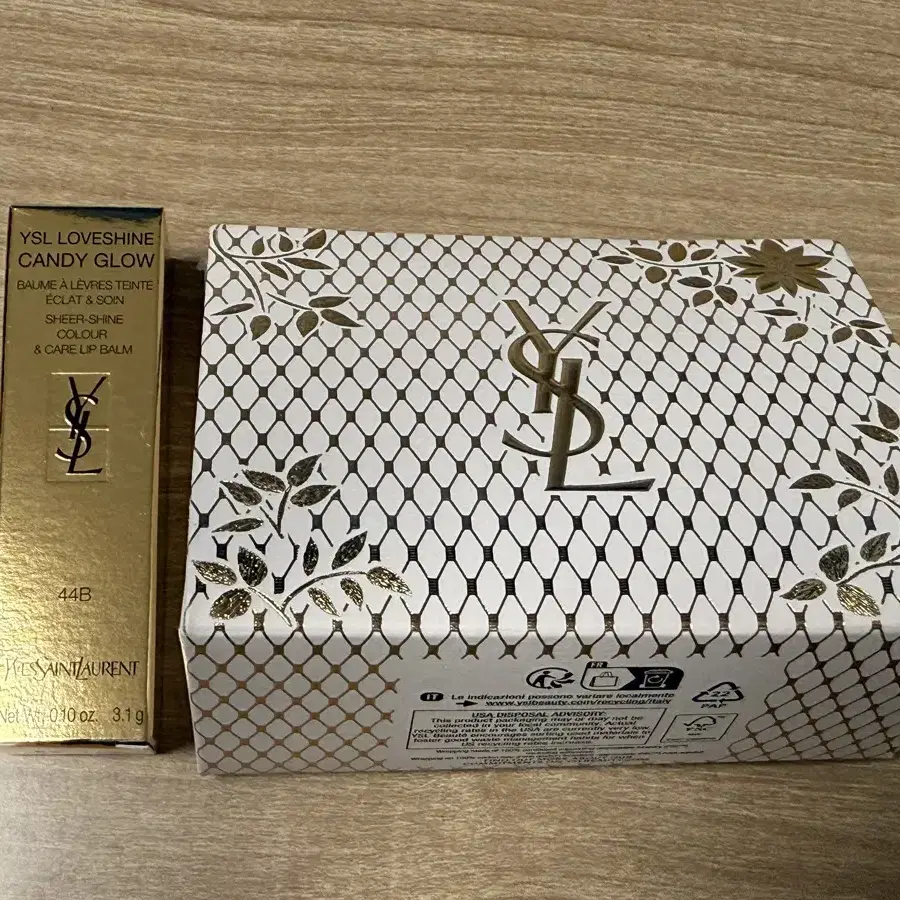 YSL LOVESHINE
CANDY GLOW
BAUME À LÈVRES TEINTÉ
ÉCLAT & SOIN
SHEER-SHINE
COLOUR
& CARE LIP BALM
YSL
44B
YVESSAINTLAURENT
Net Wt. 0.10 oz. 3.1 g
YSL
FR
IT Le indicazioni possono variare localmente
www.yslbeauty.com/recycling/italy
USA DISPOSAL ADVISORY:
This product packaging may or may not be
collected in your local community. Actual
recycling rates in the USA are currently very low.
YSL Beauté encourages sorting used materials to
foster good waste management habits for when
US recycling rates increase.
22
PAP